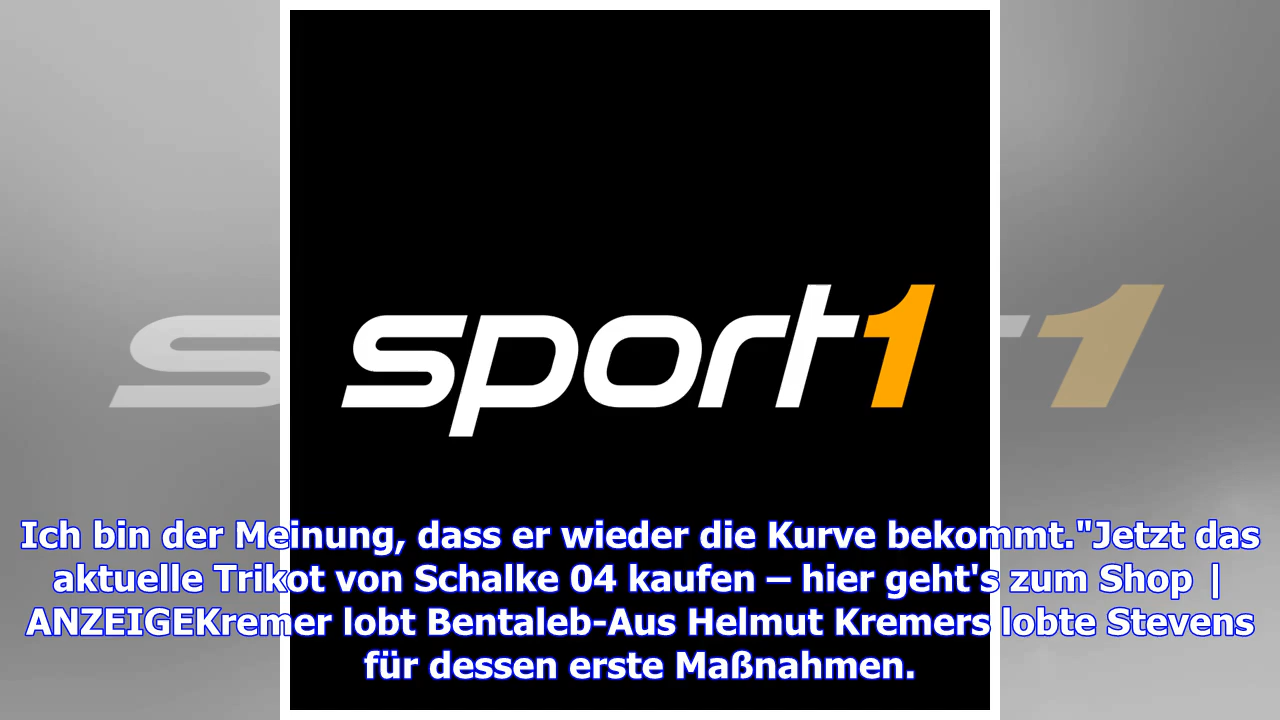 sport1
Ich bin der Meinung, dass er wieder die Kurve bekommt."Jetzt das
aktuelle Trikot von Schalke 04 kaufen – hier geht's zum Shop |
ANZEIGEKremer lobt Bentaleb-Aus Helmut Kremers lobte Stevens
für dessen erste Maßnahmen.